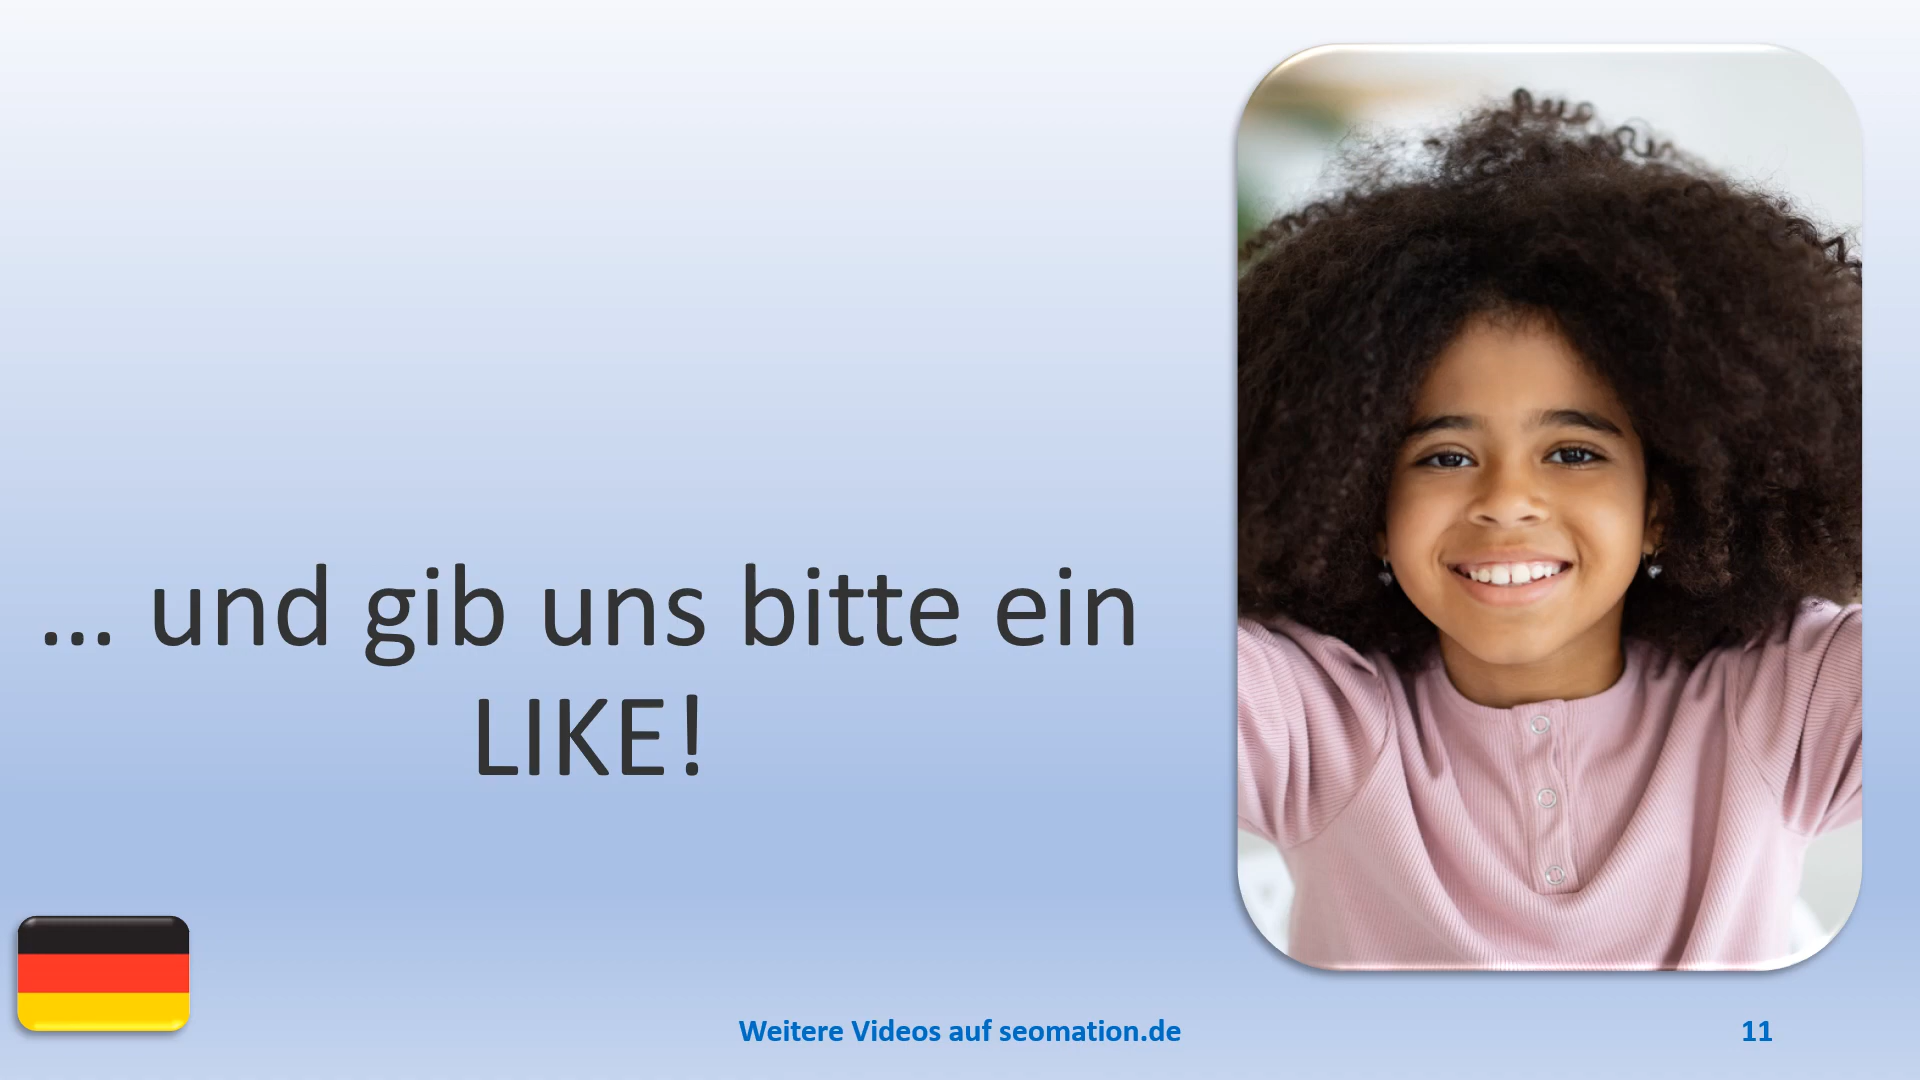 ... und gib uns bitte ein
LIKE!
Weitere Videos auf seomation.de
11